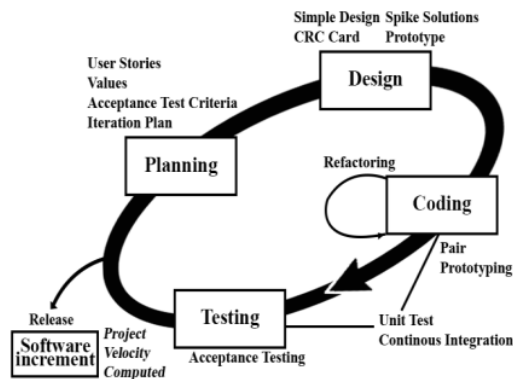 Simple Design Spike Solutions
CRC Card Prototype
Design
User Stories
Values
Acceptance Test Criteria
Iteration Plan
Planning
Refactoring
Coding
Pair
Prototyping
Unit Test
Continous Integration
Testing
Acceptance Testing
Release
Software
increment
Project
Velocity
Computed